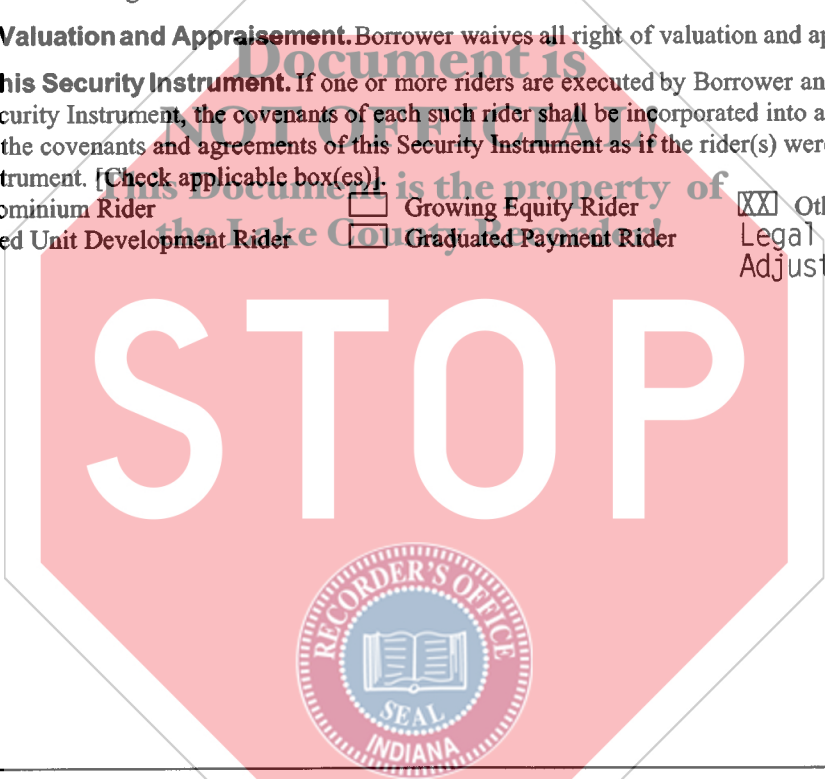 Valuation and Appraisement. Borrower waives all right of valuation and ap
Document is
his Security Instrument. If one or more riders are executed by Borrower an
curity Instrument, the covenants of each such rider shall be incorporated into a
NOT OFFICIAL!
the covenants and agreements of this Security Instrument as if the rider(s) were
trument. [Check applicable box(es)].
This Document is the property of
ominium Rider Growing Equity Rider XX Oth
the Lake County Recorder!
ed Unit Development Rider Graduated Payment Rider Legal
Adjust
STOP
RECORDER'S OFFICE
SEAL
INDIANA